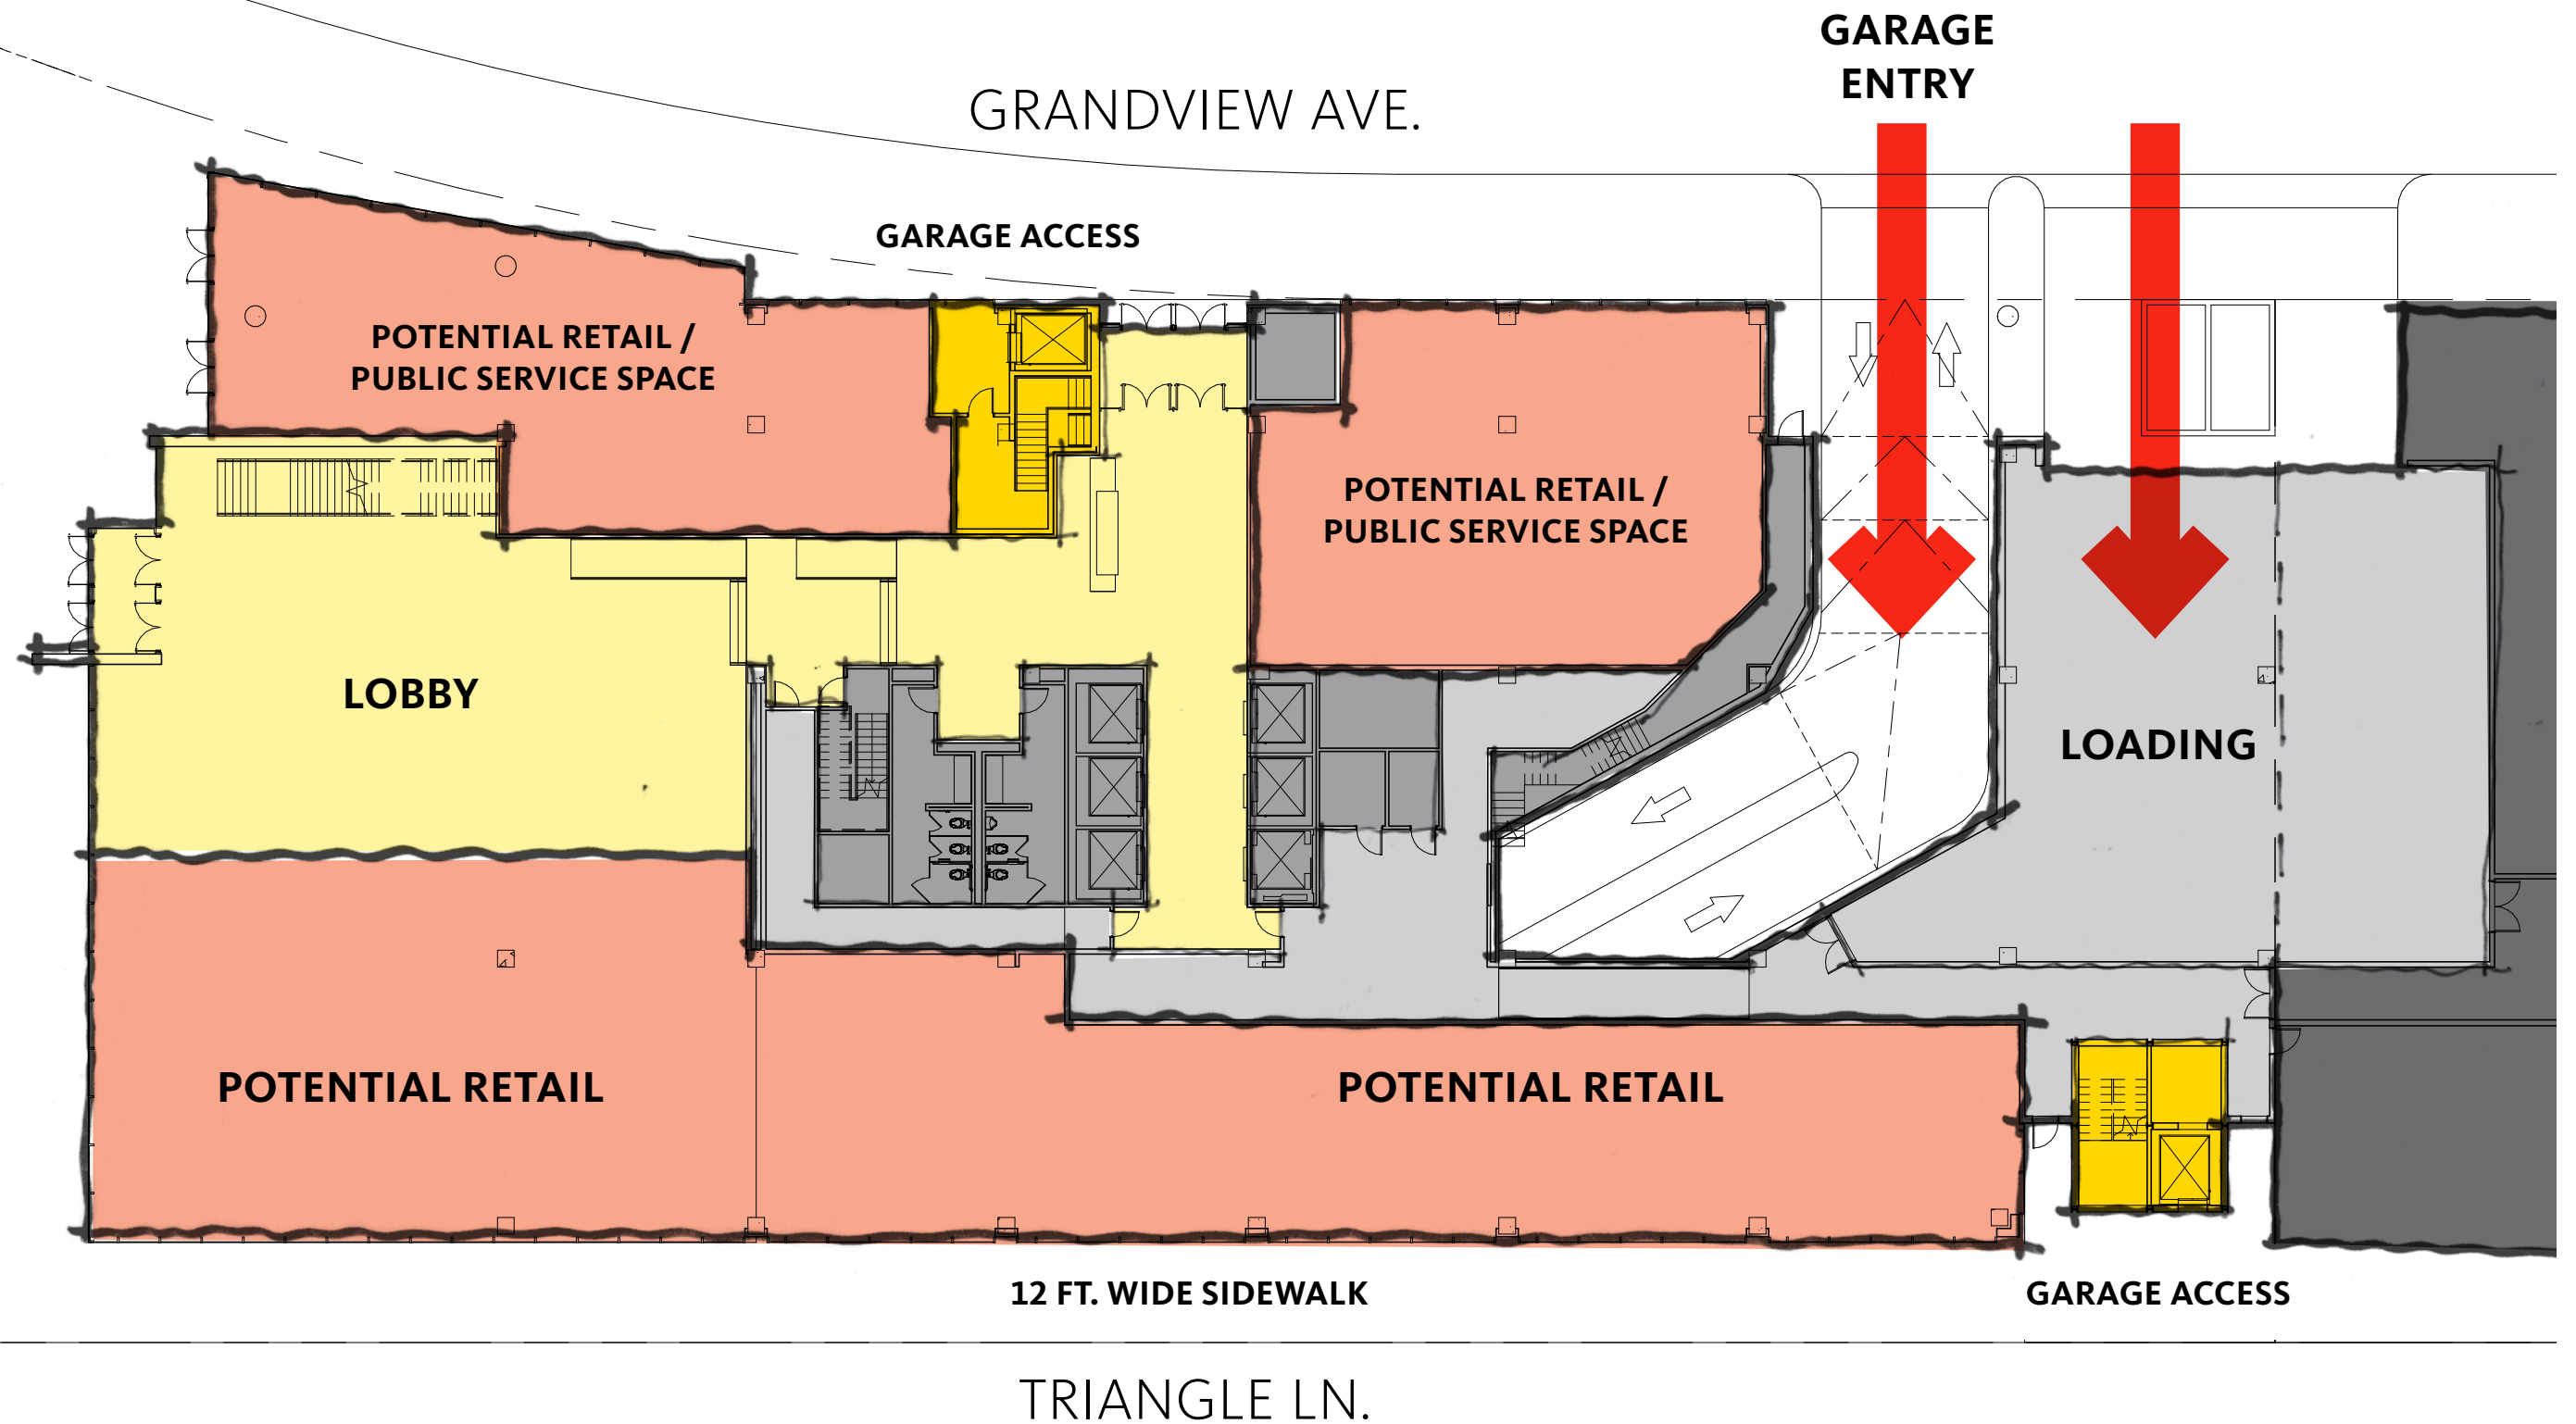 GARAGE
ENTRY
GRANDVIEW AVE.
GARAGE ACCESS
POTENTIAL RETAIL /
PUBLIC SERVICE SPACE
POTENTIAL RETAIL /
PUBLIC SERVICE SPACE
LOBBY
LOADING
POTENTIAL RETAIL
POTENTIAL RETAIL
12 FT. WIDE SIDEWALK
GARAGE ACCESS
TRIANGLE LN.